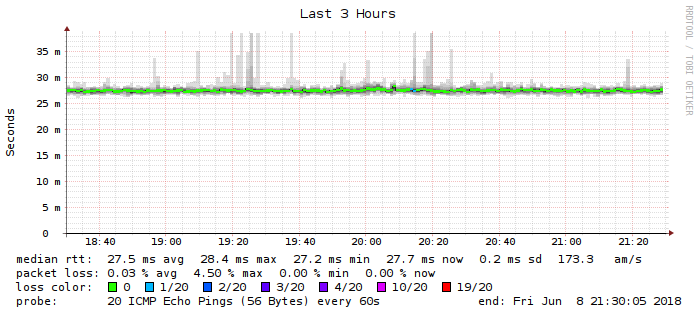 Last 3 Hours
RRDTOOL / TOBI OETIKER
Seconds
35 m
30 m
25 m
20 m
15 m
10 m
5 m
0
18:40 19:00 19:20 19:40 20:00 20:20 20:40 21:00 21:20
median rtt: 27.5 ms avg 28.4 ms max 27.2 ms min 27.7 ms now 0.2 ms sd 173.3 am/s
packet loss: 0.03 % avg 4.50 % max 0.00 % min 0.00 % now
loss color: 0 1/20 2/20 3/20 4/20 10/20 19/20
probe: 20 ICMP Echo Pings (56 Bytes) every 60s end: Fri Jun 8 21:30:05 2018